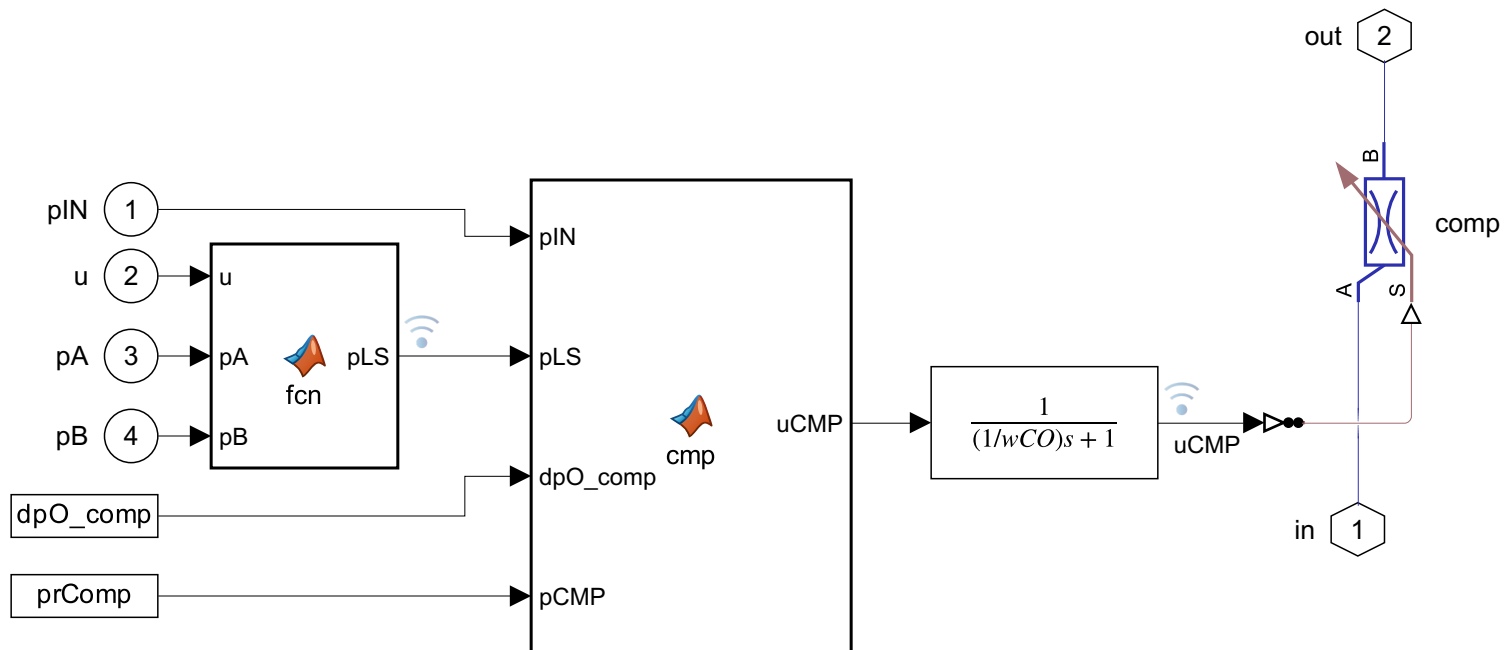 out 2
B
pIN 1
pIN
comp
u 2
u
A
S
pA 3
pA
pLS
pLS
fcn
pB 4
pB
uCMP
1
(1/wCO)s + 1
uCMP
cmp
dpO_comp
dpO_comp
in 1
prComp
pCMP